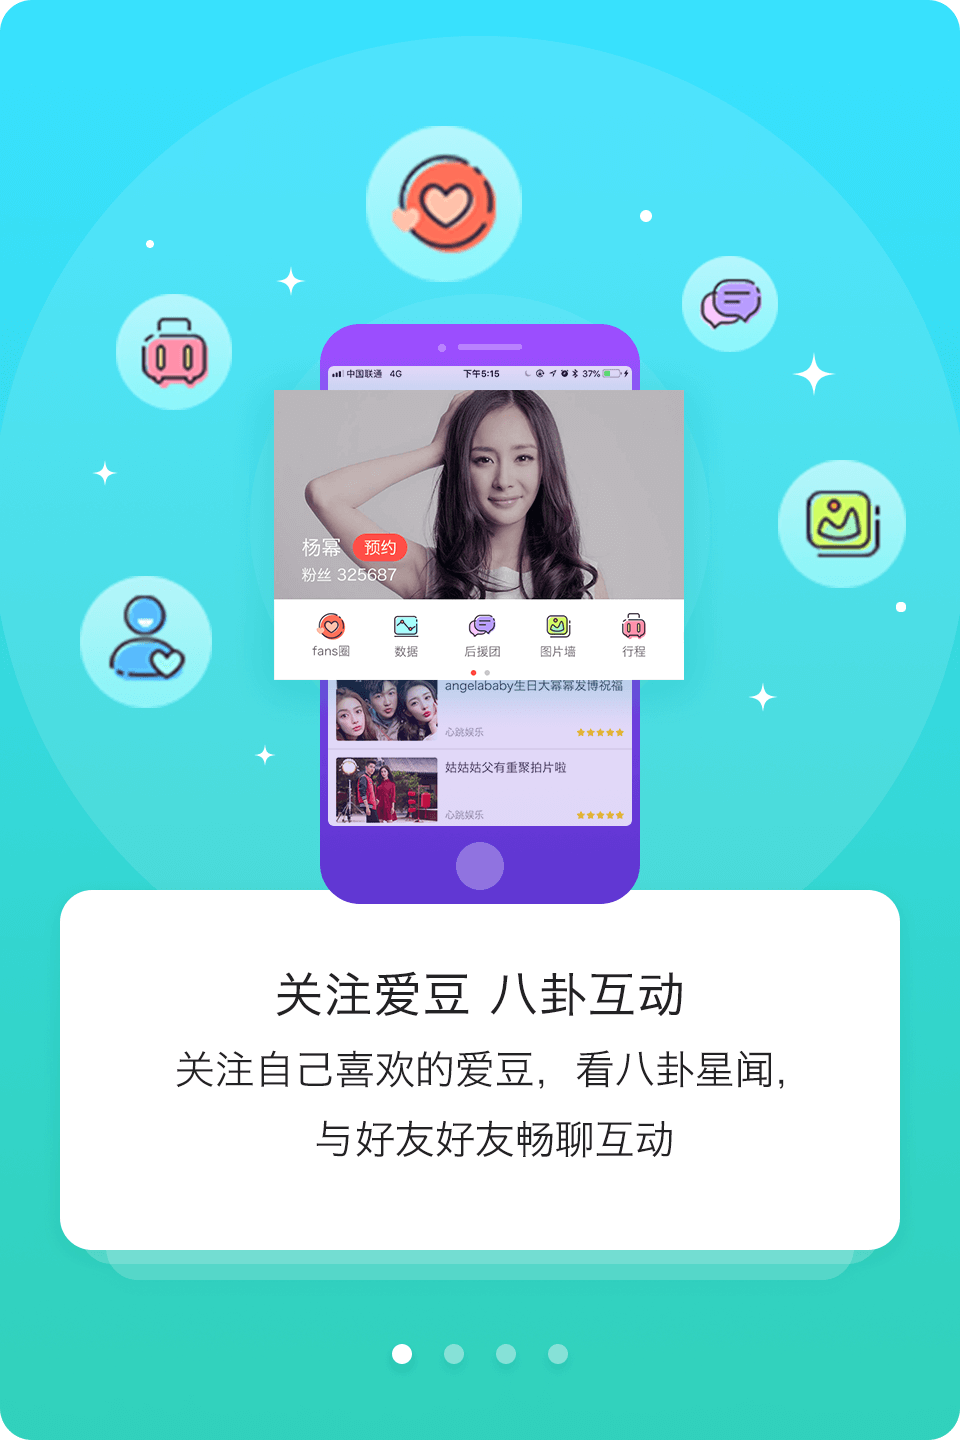 中国联通 4G 下午5:15 37%
杨幂 预约
粉丝 325687
fans圈 数据 后援团 图片墙 行程
angelababy生日大幂幂发博祝福
心跳娱乐
姑姑姑父有重聚拍片啦
心跳娱乐
关注爱豆 八卦互动
关注自己喜欢的爱豆，看八卦星闻，
与好友好友畅聊互动